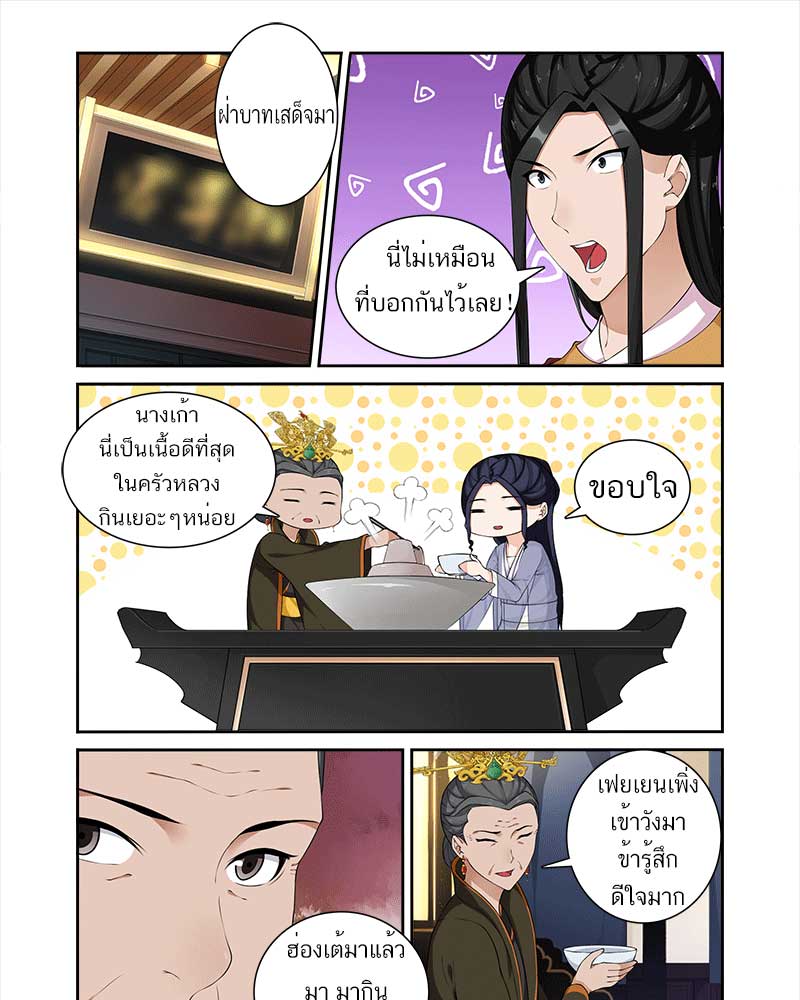 ฝ่าบาทเสด็จมา
นี่ไม่เหมือน
ที่บอกกันไว้เลย!
นางเก้า
นี่เป็นเนื้อดีที่สุด
ในครัวหลวง
กินเยอะๆหน่อย
ขอบใจ
เฟยเยนเพิ่ง
เข้าวังมา
ข้ารู้สึก
ดีใจมาก
ฮ่องเต้มาแล้ว
มา มากิน